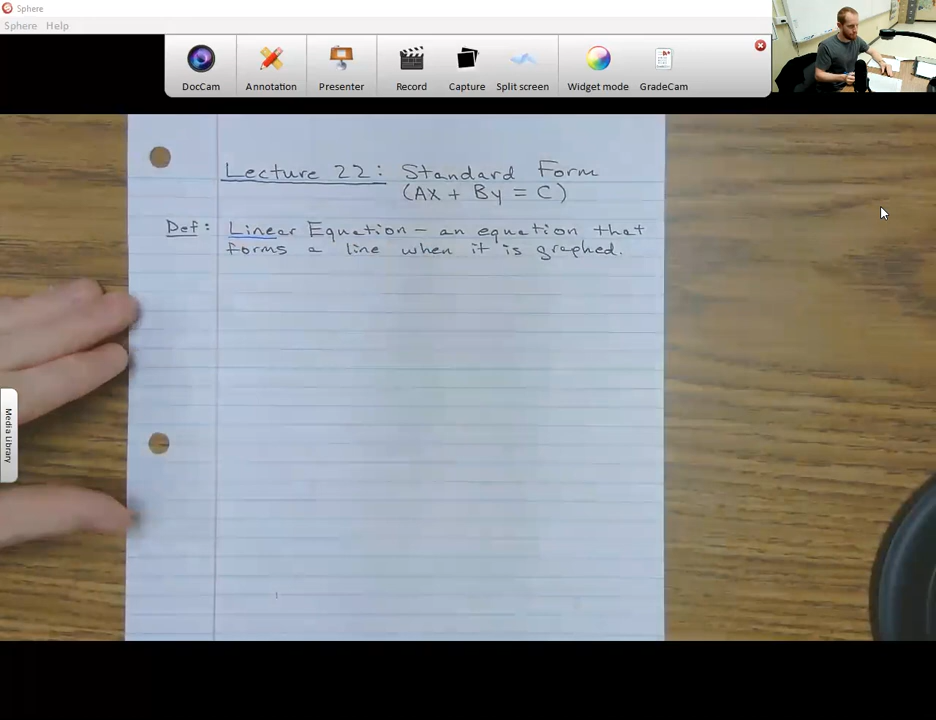 Sphere
Sphere Help
DocCam Annotation Presenter Record Capture Split screen Widget mode GradeCam
Lecture 22: Standard Form
(Ax + By = C)
Def: Linear Equation - an equation that
forms a line when it is graphed.
Media Library